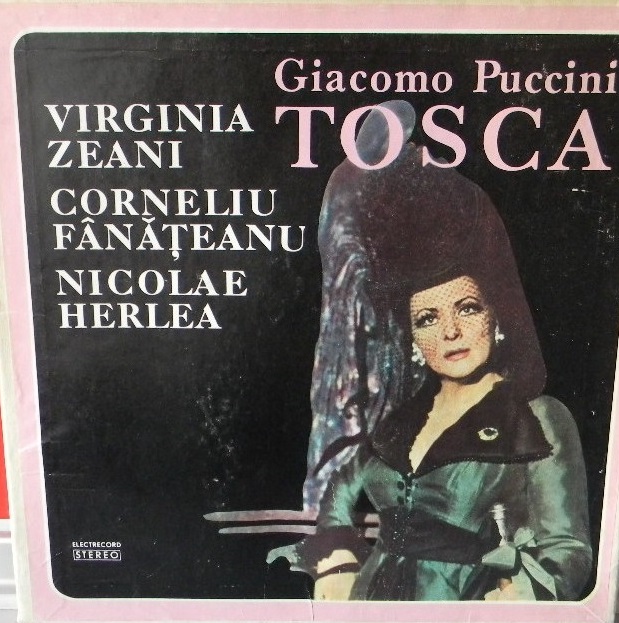 Giacomo Puccini
TOSCA
VIRGINIA
ZEANI
CORNELIU
FÂNĂȚEANU
NICOLAE
HERLEA
ELECTRECORD
STEREO